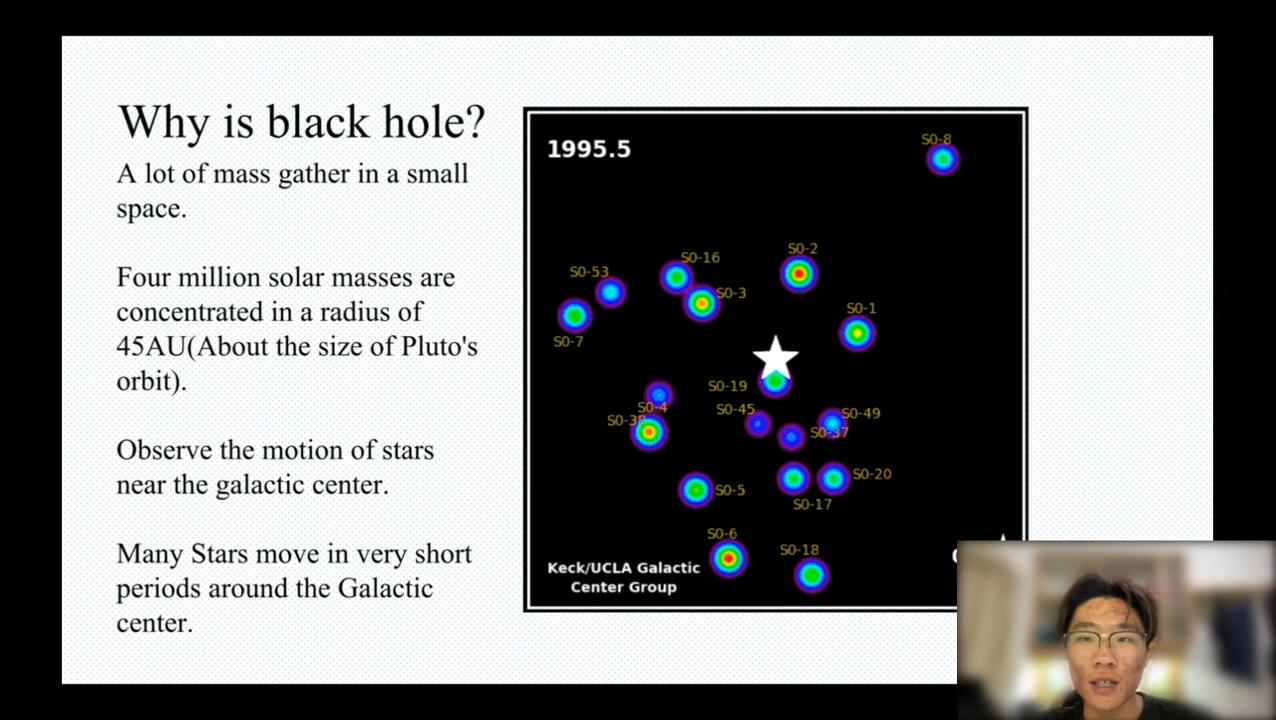 Why is black hole?
A lot of mass gather in a small
space.
Four million solar masses are
concentrated in a radius of
45AU(About the size of Pluto's
orbit).
Observe the motion of stars
near the galactic center.
Many Stars move in very short
periods around the Galactic
center.
1995.5
S0-8
S0-2
S0-16
S0-53
S0-3
S0-1
S0-7
S0-19
S0-4
S0-45
S0-49
S0-38
S0-37
S0-20
S0-5
S0-17
S0-6
S0-18
Keck/UCLA Galactic
Center Group